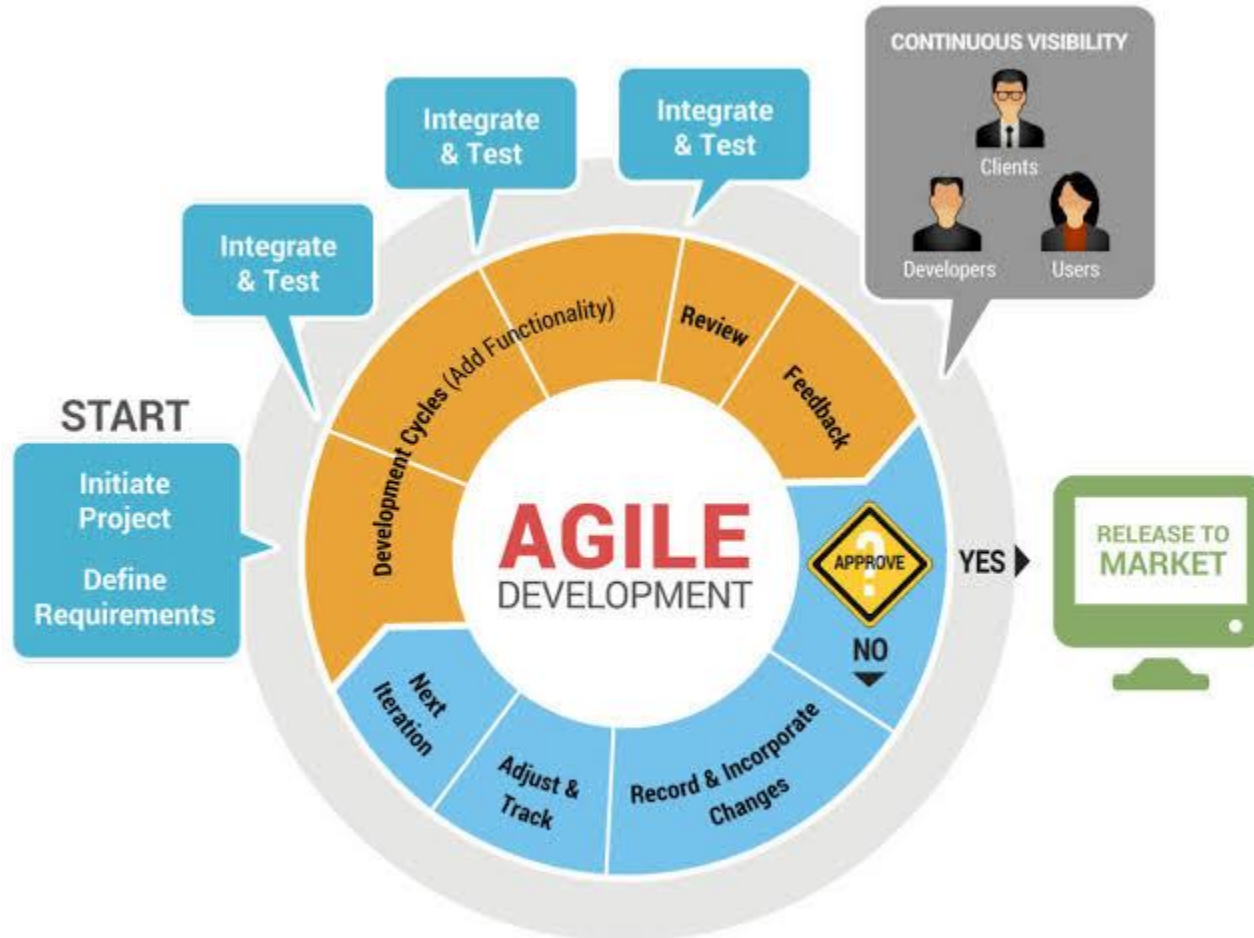 CONTINUOUS VISIBILITY
Clients
Developers
Users
Integrate
& Test
Integrate
& Test
Integrate
& Test
START
Initiate
Project
Define
Requirements
Development Cycles (Add Functionality)
Review
Feedback
AGILE
DEVELOPMENT
?
APPROVE
YES
NO
RELEASE TO
MARKET
Record & Incorporate
Changes
Adjust &
Track
Next
Iteration